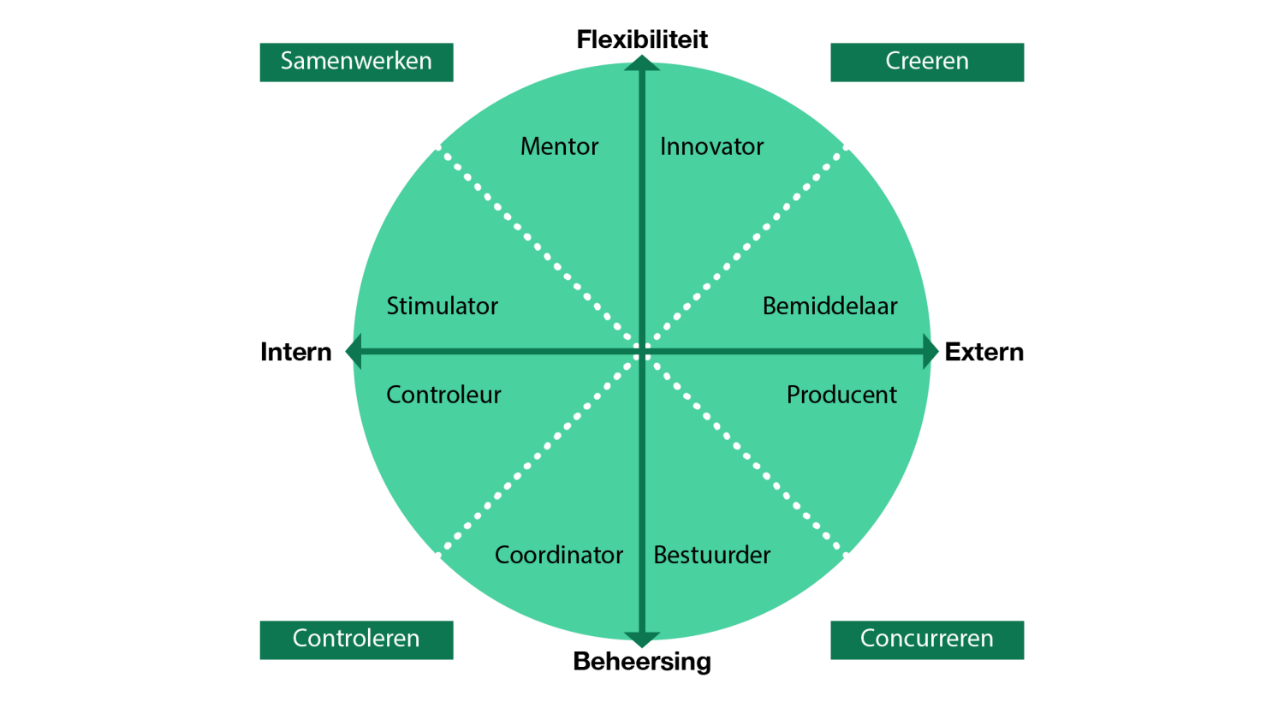 Flexibiliteit
Samenwerken
Creeren
Mentor
Innovator
Stimulator
Bemiddelaar
Intern
Extern
Controleur
Producent
Coordinator
Bestuurder
Controleren
Concurreren
Beheersing